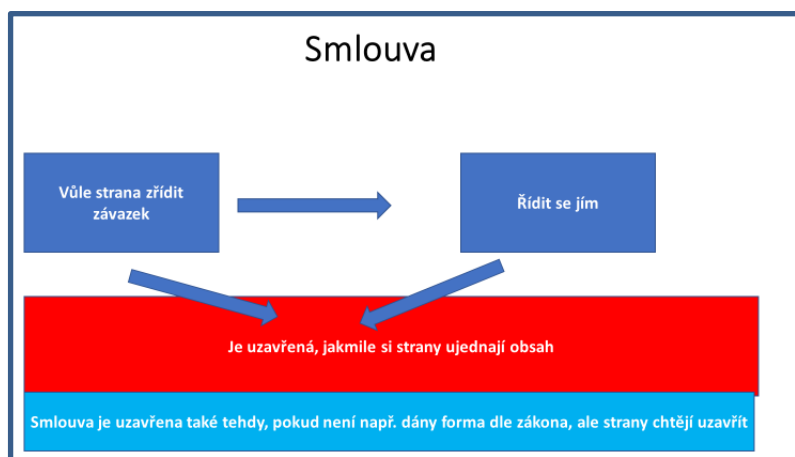 Smlouva
Vůle strana zřídit
závazek
Řídit se jím
Je uzavřená, jakmile si strany ujednají obsah
Smlouva je uzavřena také tehdy, pokud není např. dány forma dle zákona, ale strany chtějí uzavřít